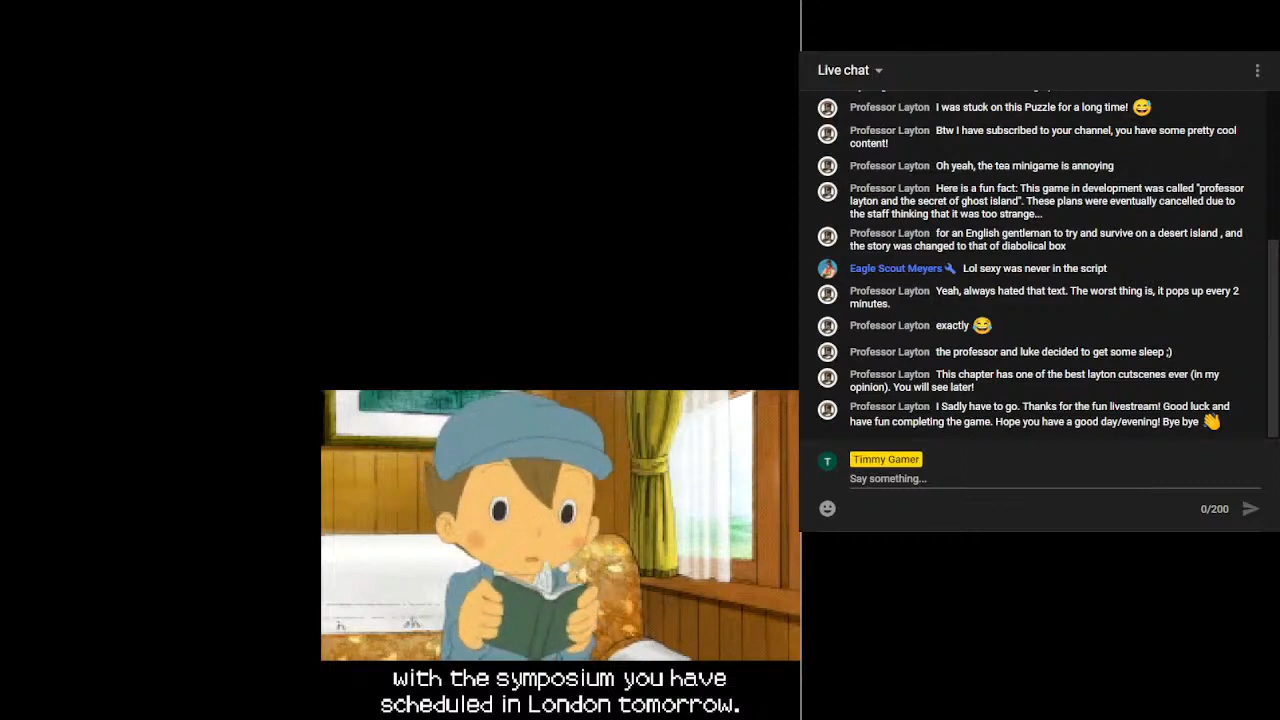 Live chat
Professor Layton I was stuck on this Puzzle for a long time!
Professor Layton Btw I have subscribed to your channel, you have some pretty cool
content!
Professor Layton Oh yeah, the tea minigame is annoying
Professor Layton Here is a fun fact: This game in development was called "professor
layton and the secret of ghost island". These plans were eventually cancelled due to
the staff thinking that it was too strange...
Professor Layton for an English gentleman to try and survive on a desert island , and
the story was changed to that of diabolical box
Eagle Scout Meyers Lol sexy was never in the script
Professor Layton Yeah, always hated that text. The worst thing is, it pops up every 2
minutes.
Professor Layton exactly
Professor Layton the professor and luke decided to get some sleep ;)
Professor Layton This chapter has one of the best layton cutscenes ever (in my
opinion). You will see later!
Professor Layton I Sadly have to go. Thanks for the fun livestream! Good luck and
have fun completing the game. Hope you have a good day/evening! Bye bye
T Timmy Gamer
Say something...
0/200
with the symposium you have
scheduled in London tomorrow.